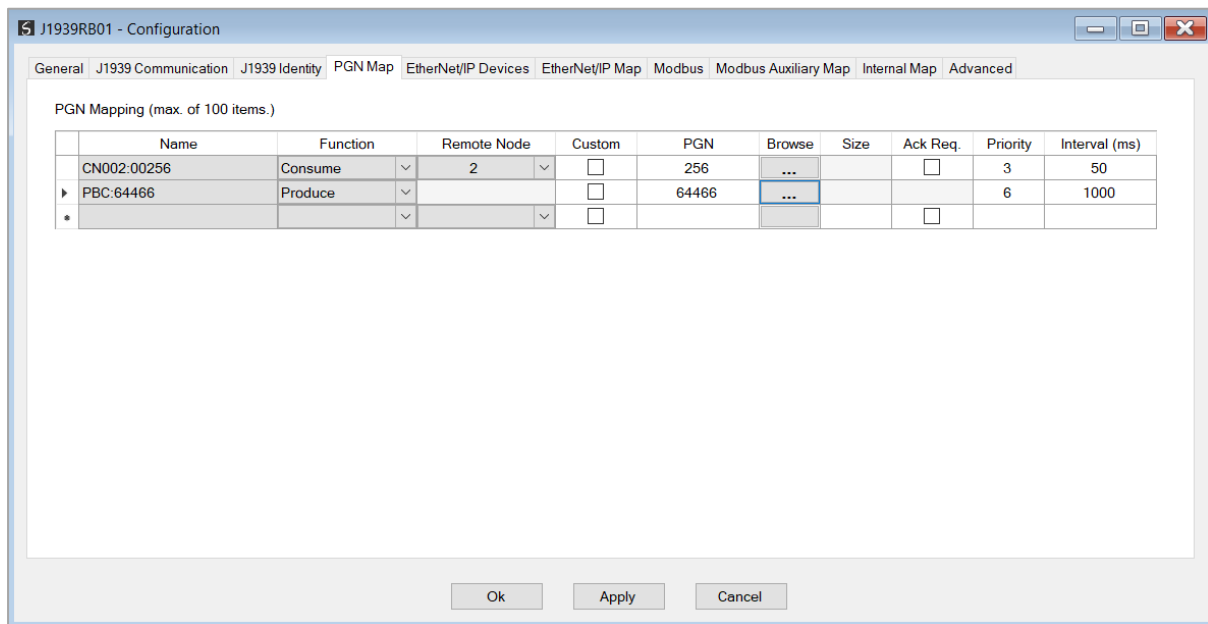 J1939RB01 - Configuration
General J1939 Communication J1939 Identity PGN Map EtherNet/IP Devices EtherNet/IP Map Modbus Modbus Auxiliary Map Internal Map Advanced
PGN Mapping (max. of 100 items.)
Name Function Remote Node Custom PGN Browse Size Ack Req. Priority Interval (ms)
CN002:00256 Consume 2 256 ... 3 50
PBC:64466 Produce 64466 ... 6 1000
*
Ok Apply Cancel